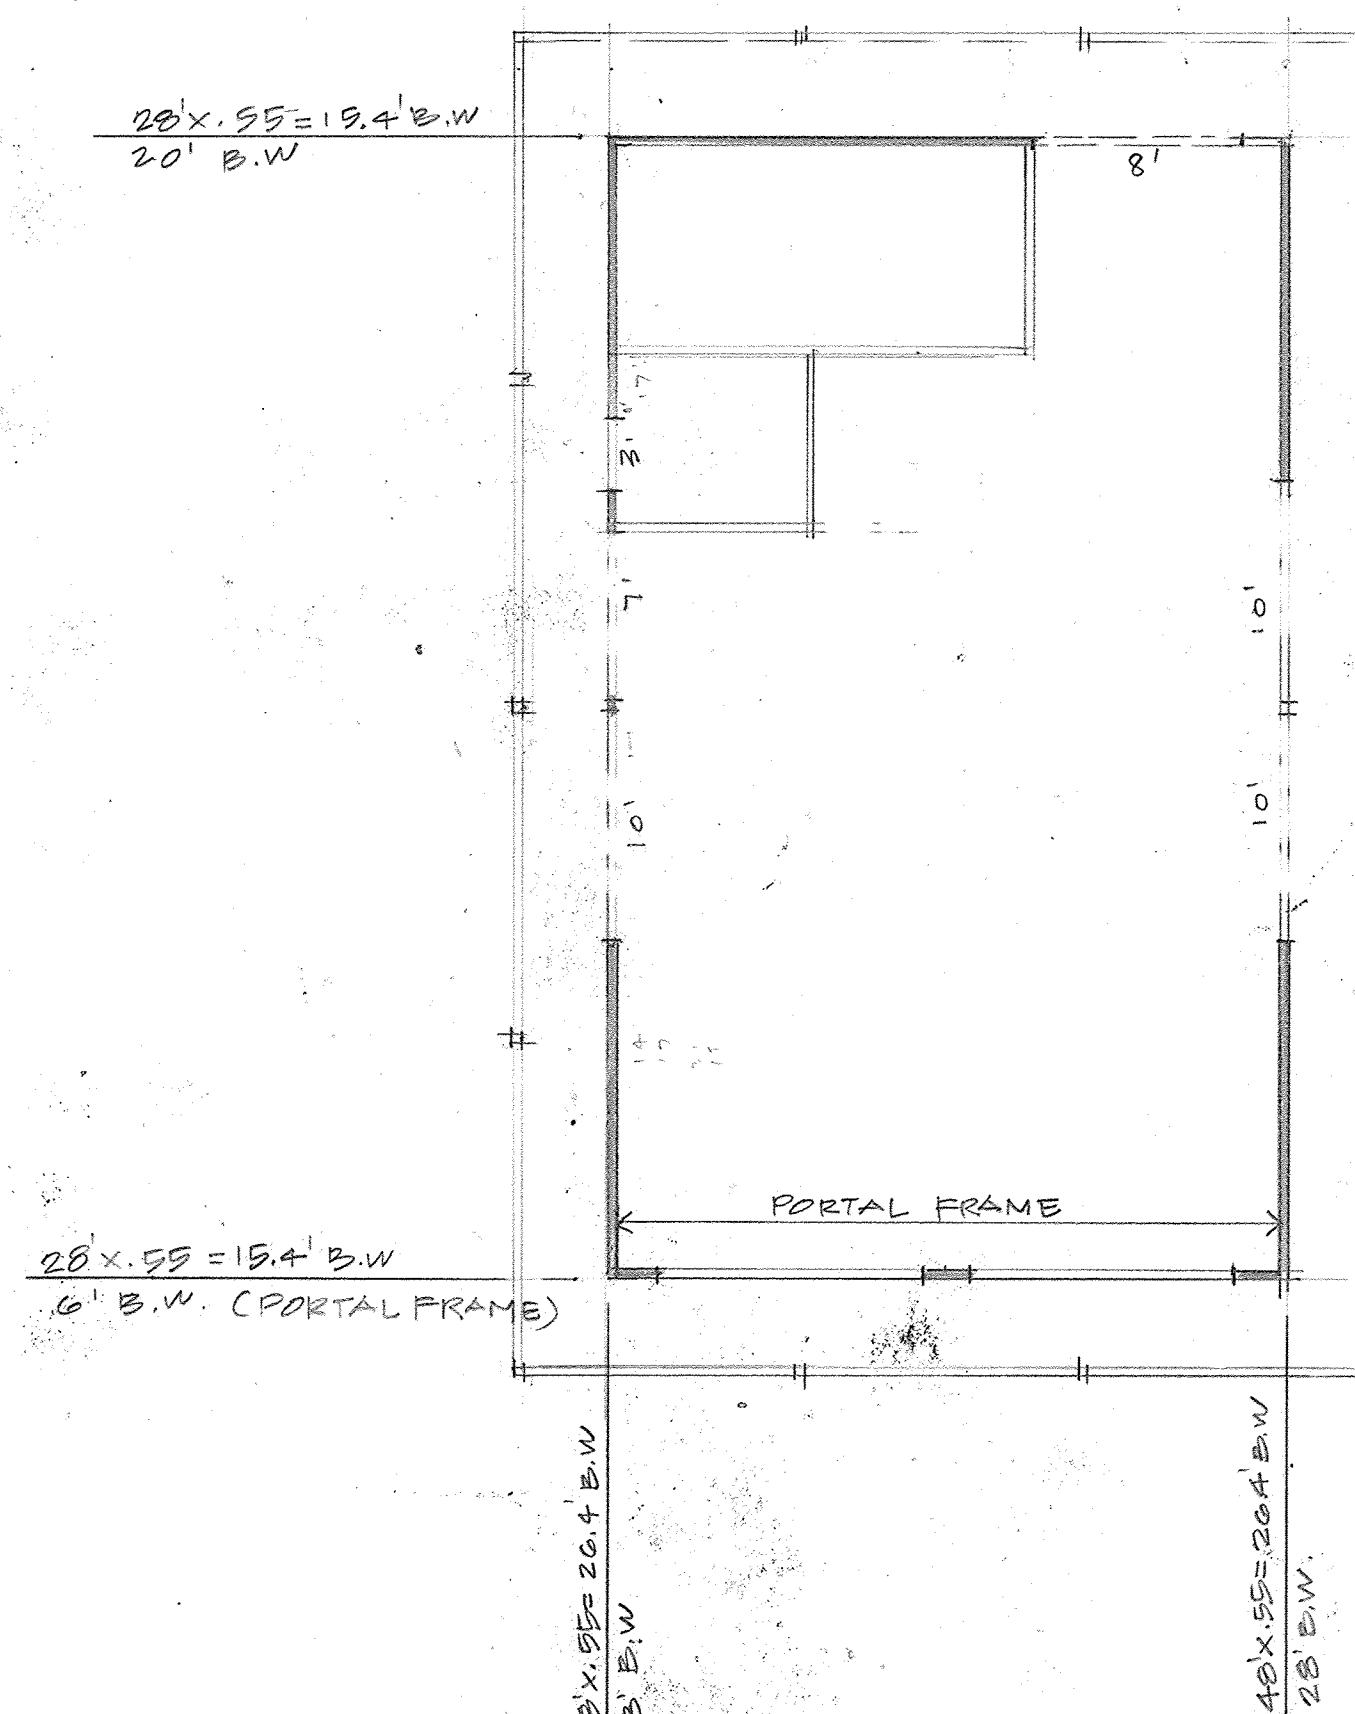 28'x.55=15.4' B.W
20' B.W
8'
3'
7'
10'
10'
10'
PORTAL FRAME
28'x.55=15.4' B.W
6' B.W. (PORTAL FRAME)
'x.55=26.4' B.W
' B.W
48'x.55=26.4' B.W
28' B.W.